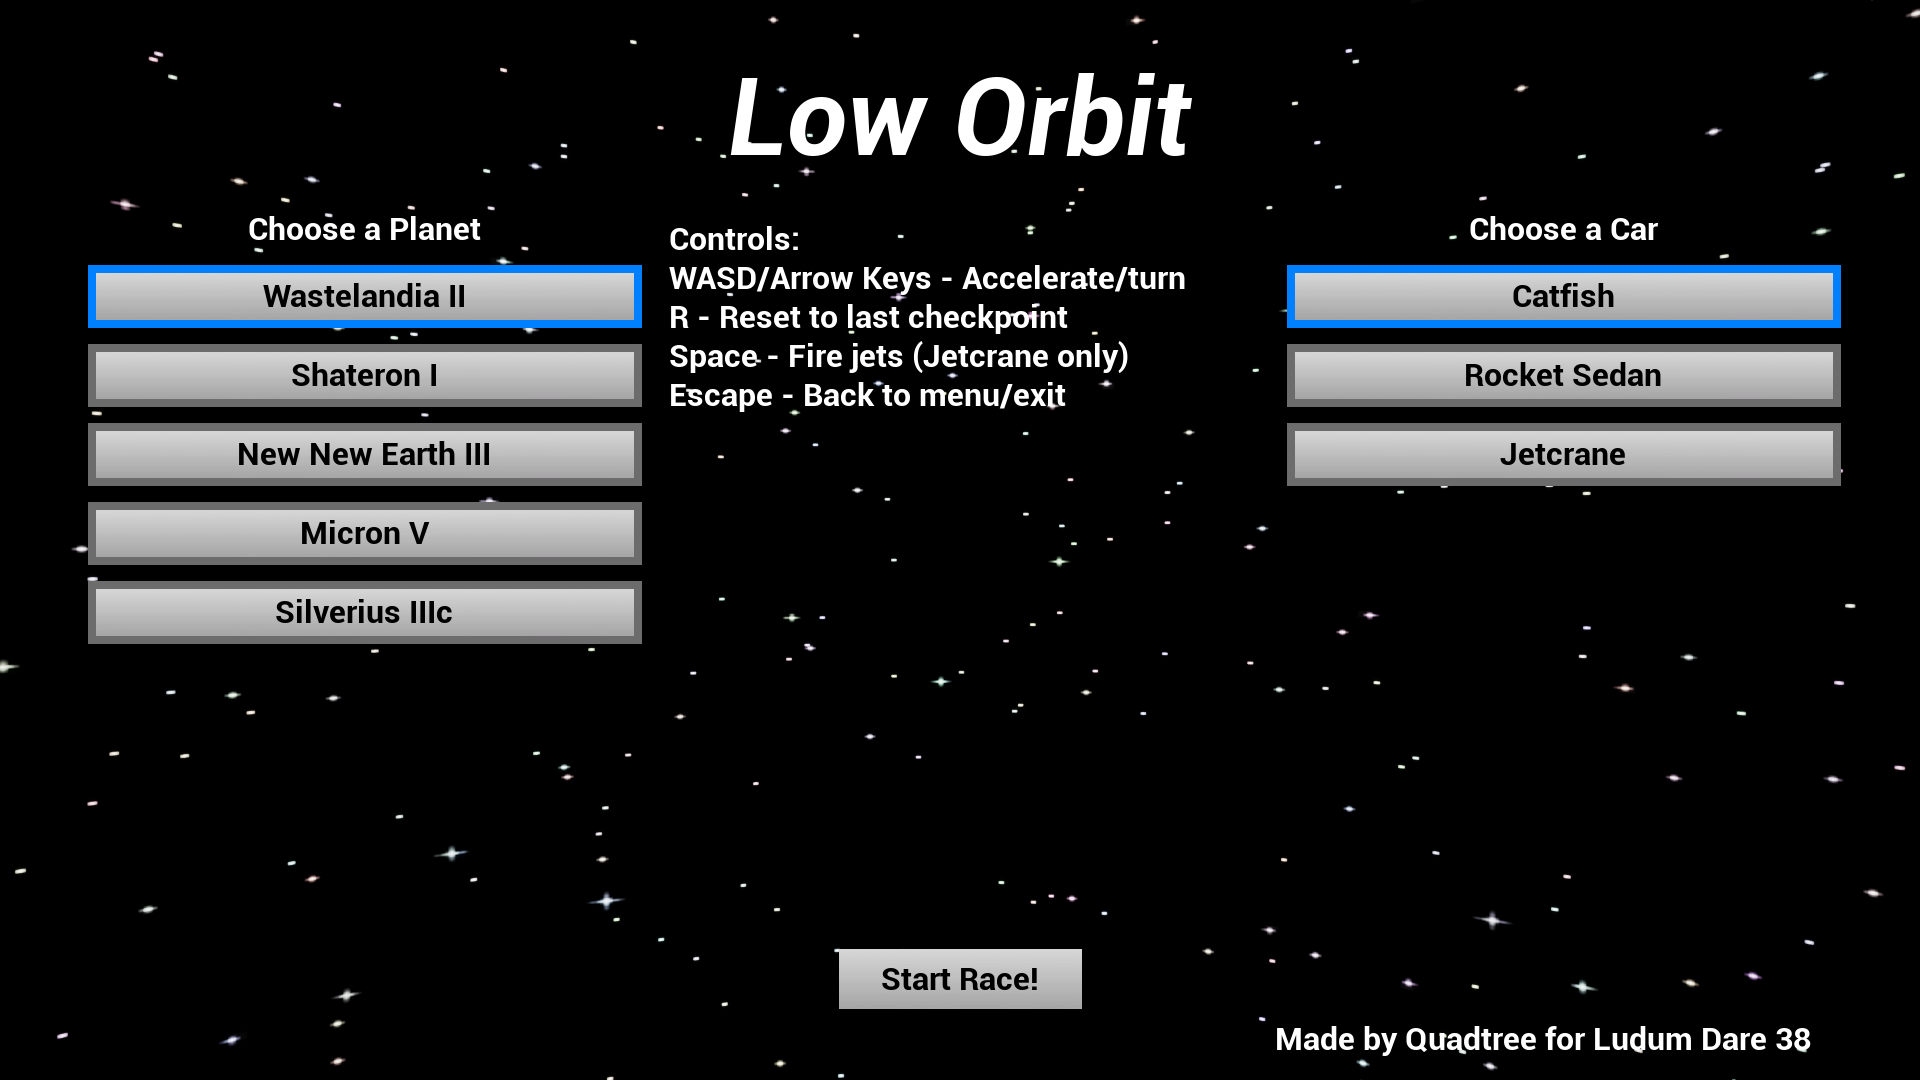 Low Orbit
Choose a Planet
Wastelandia II
Shateron I
New New Earth III
Micron V
Silverius IIIc
Controls:
WASD/Arrow Keys - Accelerate/turn
R - Reset to last checkpoint
Space - Fire jets (Jetcrane only)
Escape - Back to menu/exit
Choose a Car
Catfish
Rocket Sedan
Jetcrane
Start Race!
Made by Quadtree for Ludum Dare 38